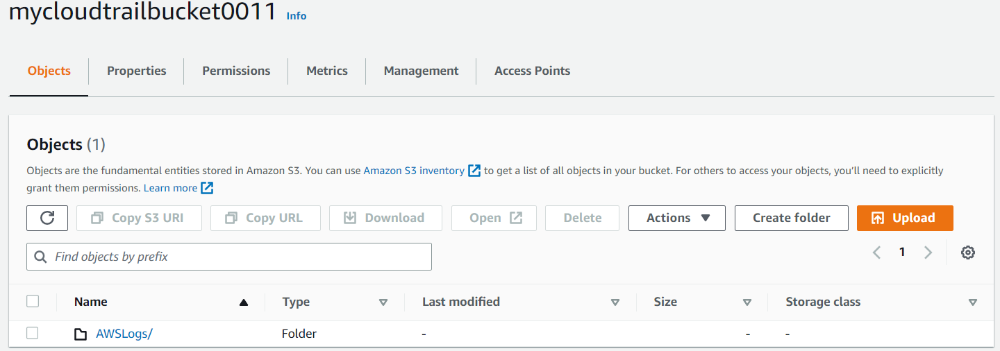 mycloudtrailbucket0011 Info
Objects Properties Permissions Metrics Management Access Points
Objects (1)
Objects are the fundamental entities stored in Amazon S3. You can use Amazon S3 inventory to get a list of all objects in your bucket. For others to access your objects, you'll need to explicitly
grant them permissions. Learn more
Copy S3 URI Copy URL Download Open Delete Actions Create folder Upload
Find objects by prefix 1
Name Type Last modified Size Storage class
AWSLogs/ Folder - - -